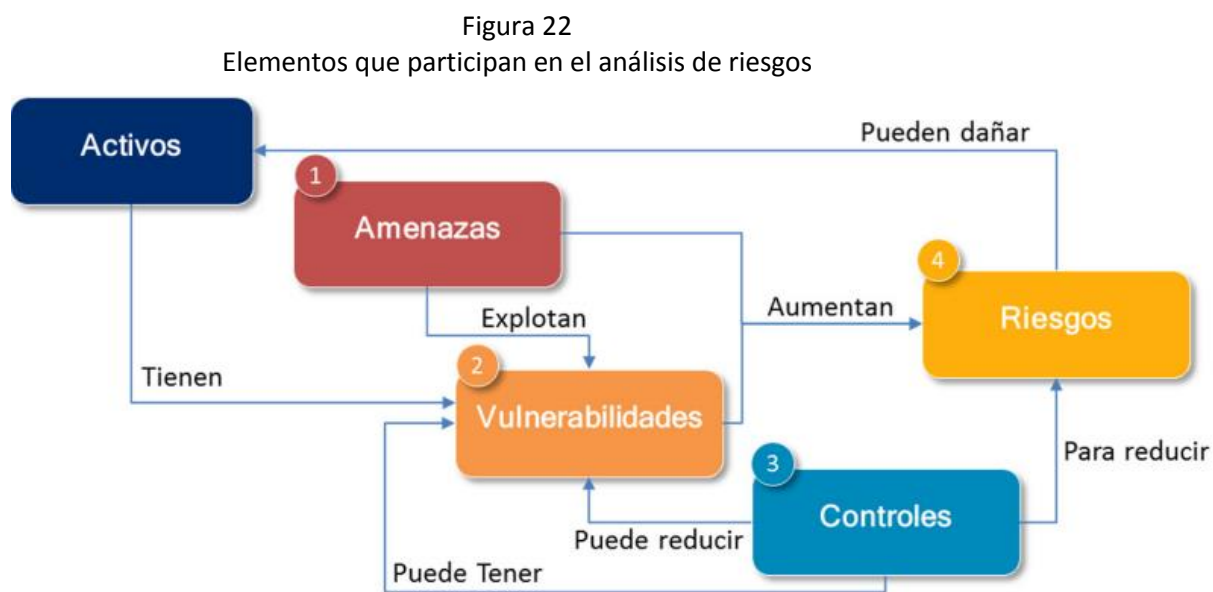 Figura 22
Elementos que participan en el análisis de riesgos
Activos
Pueden dañar
1
Amenazas
4
Riesgos
Aumentan
Explotan
Tienen
2
Vulnerabilidades
Para reducir
3
Controles
Puede reducir
Puede Tener